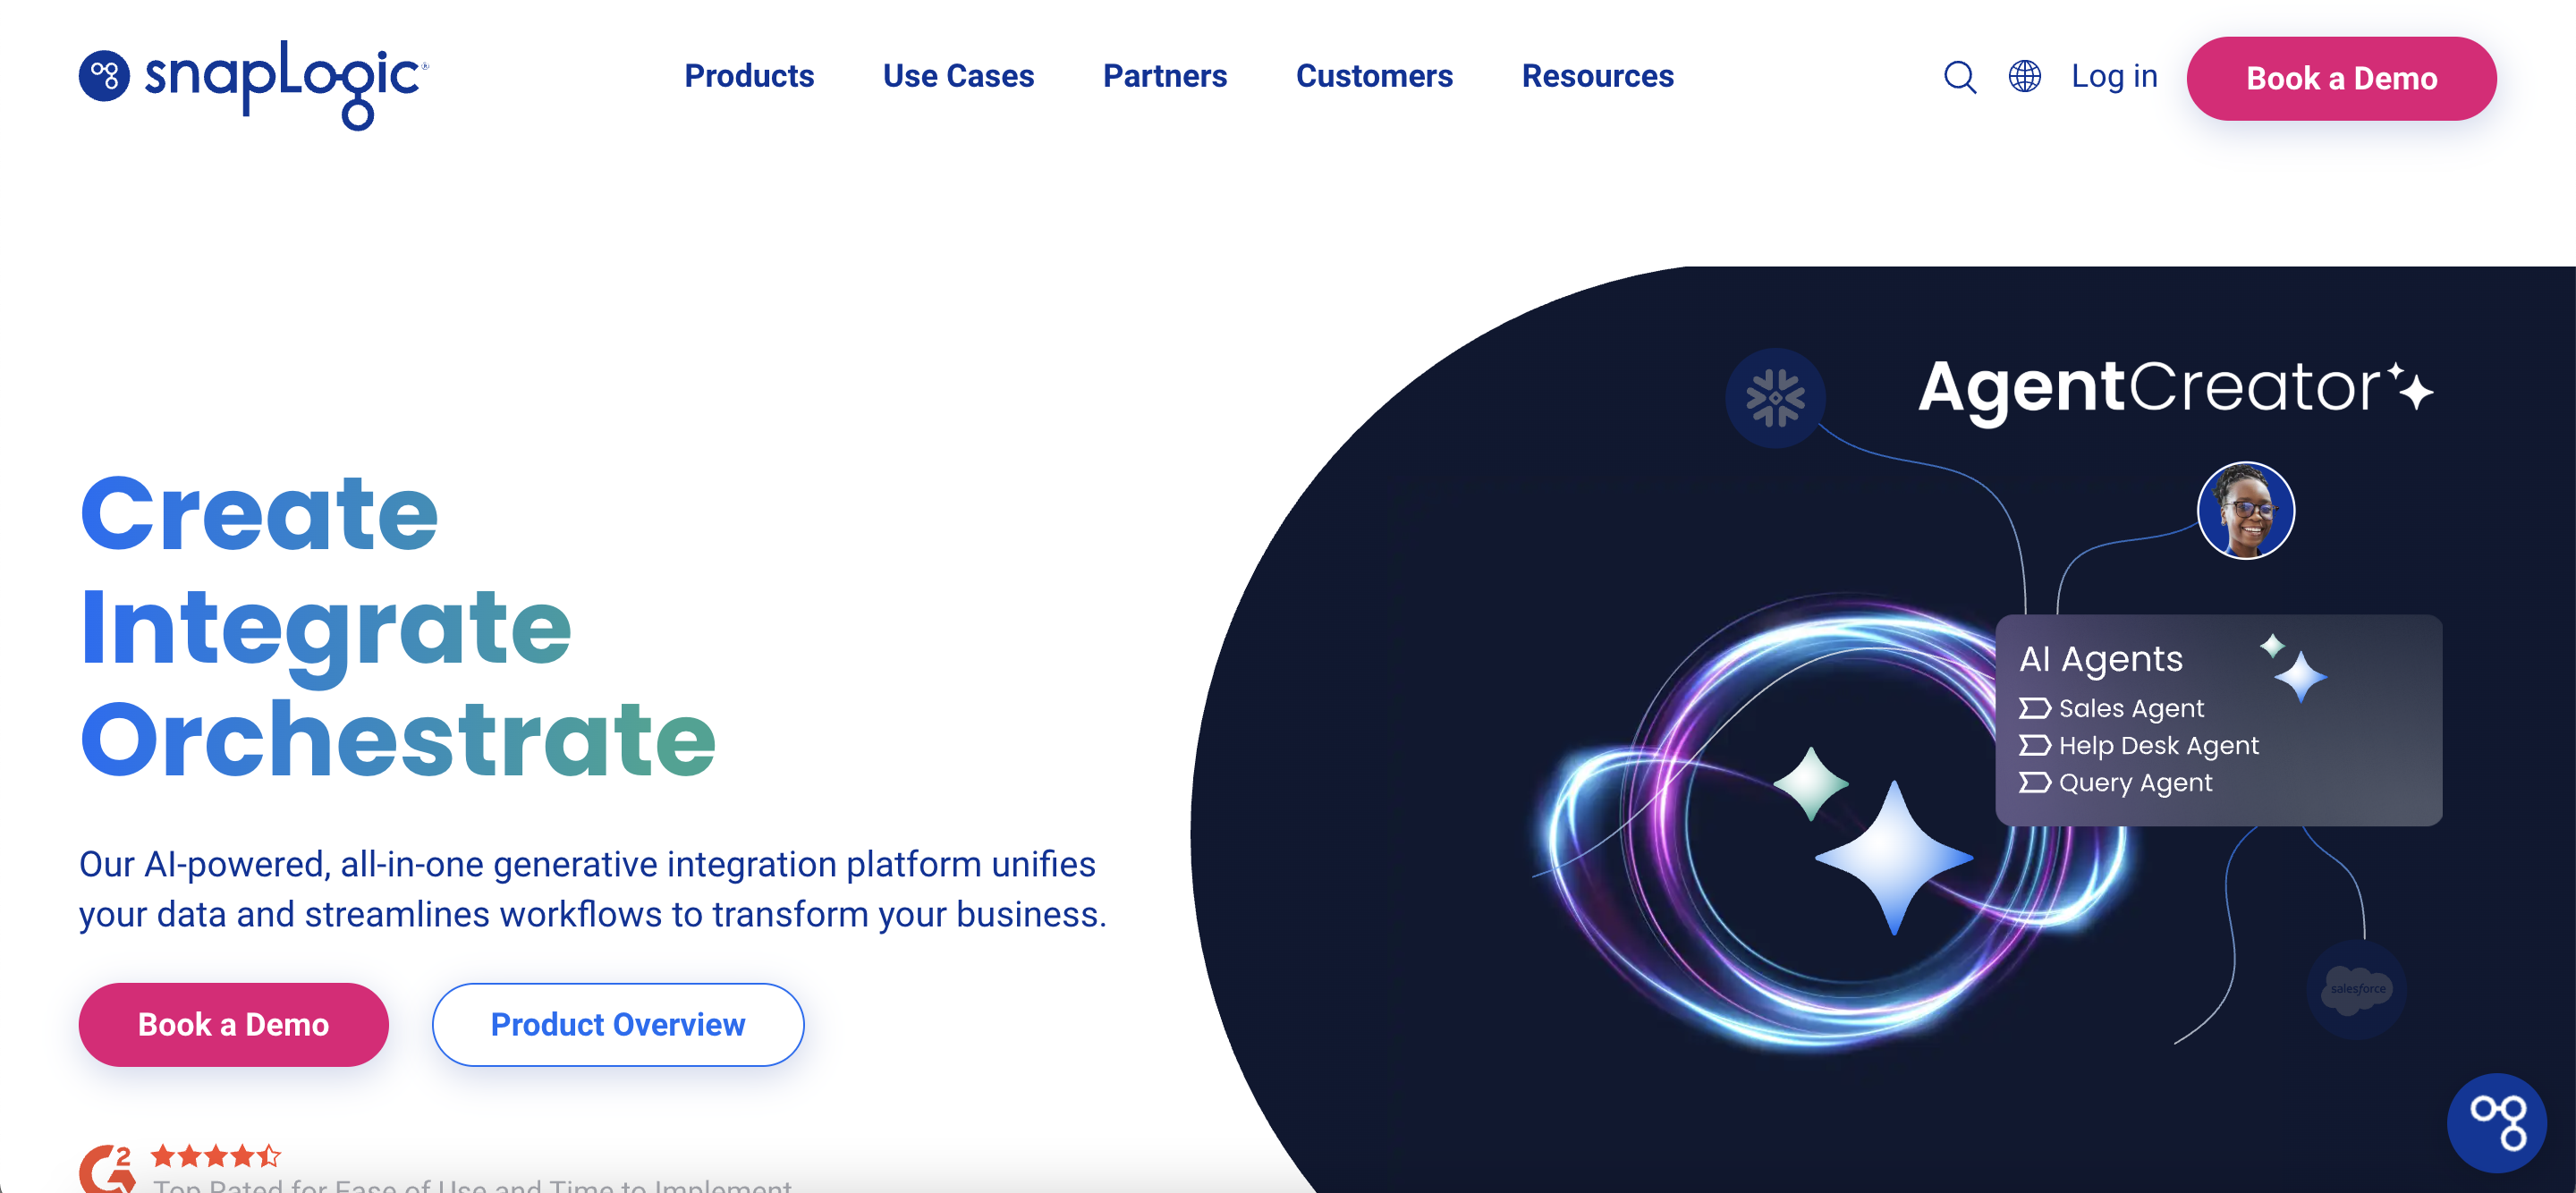 snapLogic®
Products
Use Cases
Partners
Customers
Resources
Log in
Book a Demo
Create
Integrate
Orchestrate
Our AI-powered, all-in-one generative integration platform unifies
your data and streamlines workflows to transform your business.
Book a Demo
Product Overview
G2
Top Rated for Ease of Use and Time to Implement
AgentCreator
AI Agents
Sales Agent
Help Desk Agent
Query Agent
salesforce